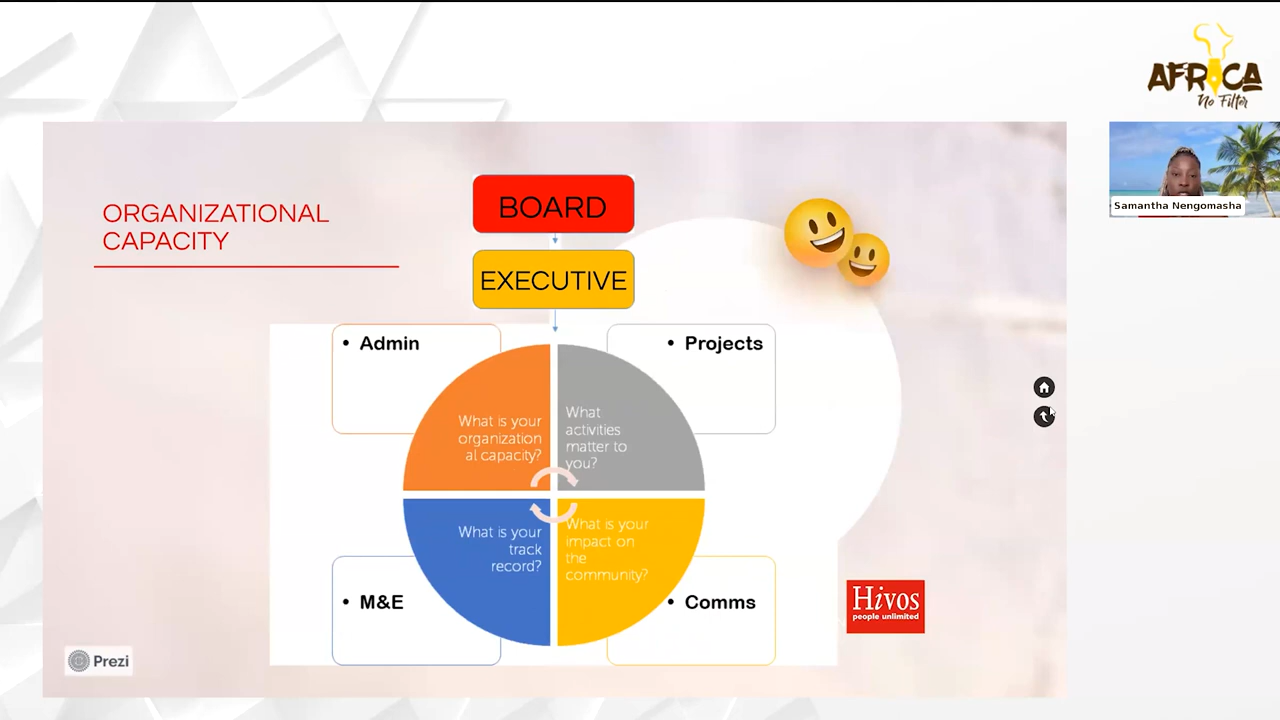 AFRICA
No Filter
Samantha Nengomasha
ORGANIZATIONAL
CAPACITY
BOARD
EXECUTIVE
• Admin
• Projects
What is your
organization
al capacity?
What
activities
matter to
you?
What is your
track
record?
What is your
impact on
the
community?
• M&E
• Comms
Hivos
people unlimited
Prezi